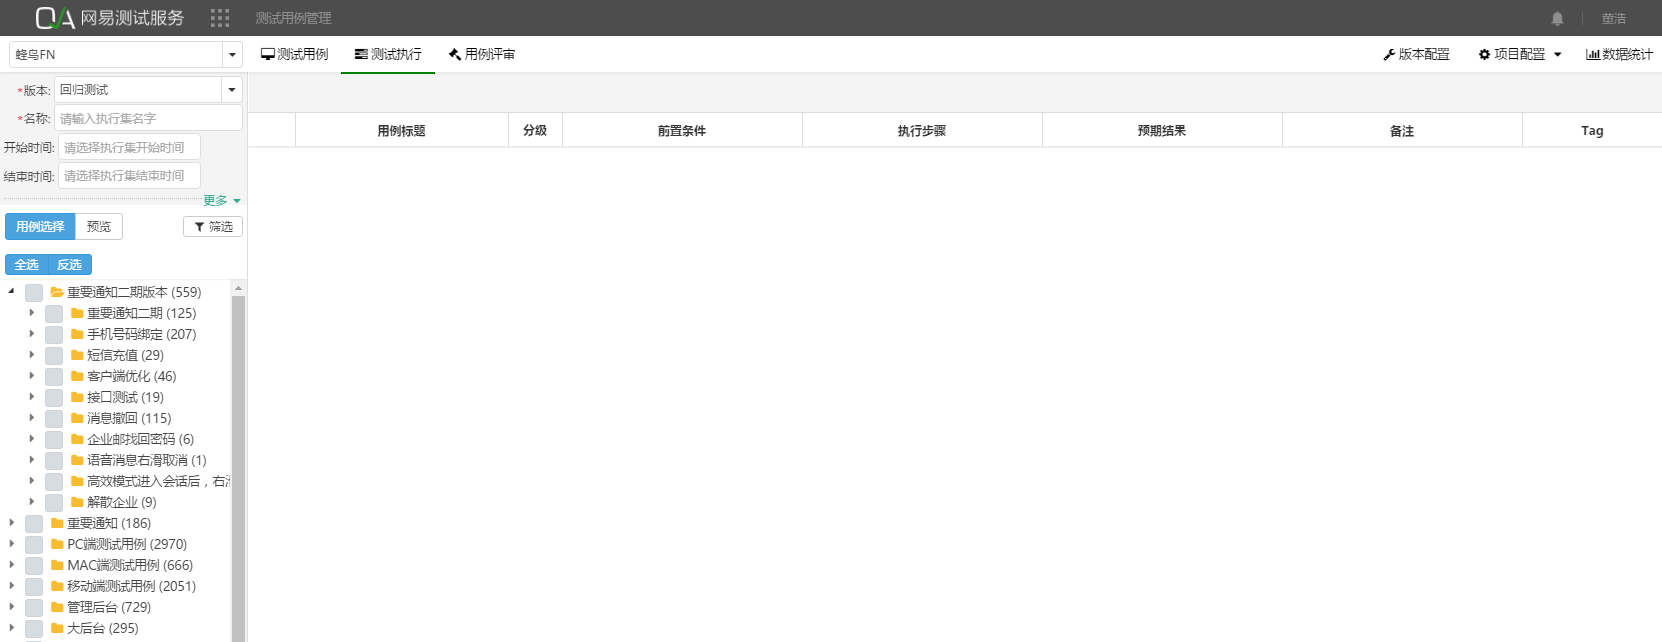 QA 网易测试服务 测试用例管理 董浩
蜂鸟FN 测试用例 测试执行 用例评审 版本配置 项目配置 数据统计
*版本: 回归测试
*名称: 请输入执行集名字
开始时间: 请选择执行集开始时间
结束时间: 请选择执行集结束时间
更多
用例标题 分级 前置条件 执行步骤 预期结果 备注 Tag
用例选择 预览 筛选
全选 反选
重要通知二期版本 (559)
重要通知二期 (125)
手机号码绑定 (207)
短信充值 (29)
客户端优化 (46)
接口测试 (19)
消息撤回 (115)
企业邮找回密码 (6)
语音消息右滑取消 (1)
高效模式进入会话后，右
解散企业 (9)
重要通知 (186)
PC端测试用例 (2970)
MAC端测试用例 (666)
移动端测试用例 (2051)
管理后台 (729)
大后台 (295)